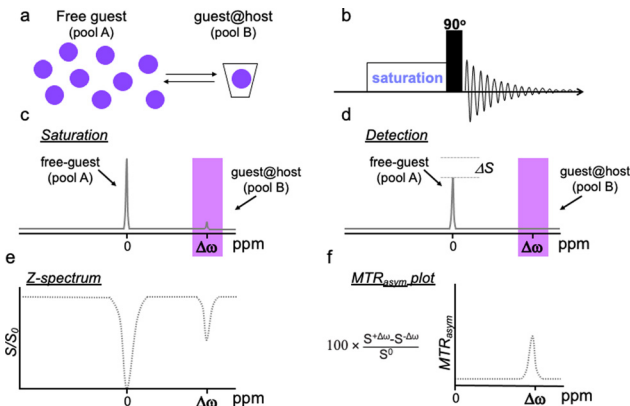 a
Free guest
(pool A)
guest@host
(pool B)
b
90º
saturation
c
Saturation
free-guest
(pool A)
guest@host
(pool B)
0
Δω
ppm
d
Detection
free-guest
(pool A)
ΔS
guest@host
(pool B)
0
Δω
ppm
e
Z-spectrum
S/S0
0
Δω
ppm
f
MTRasym plot
100 × S+Δω-S-Δω
S0
MTRasym
0
Δω
ppm